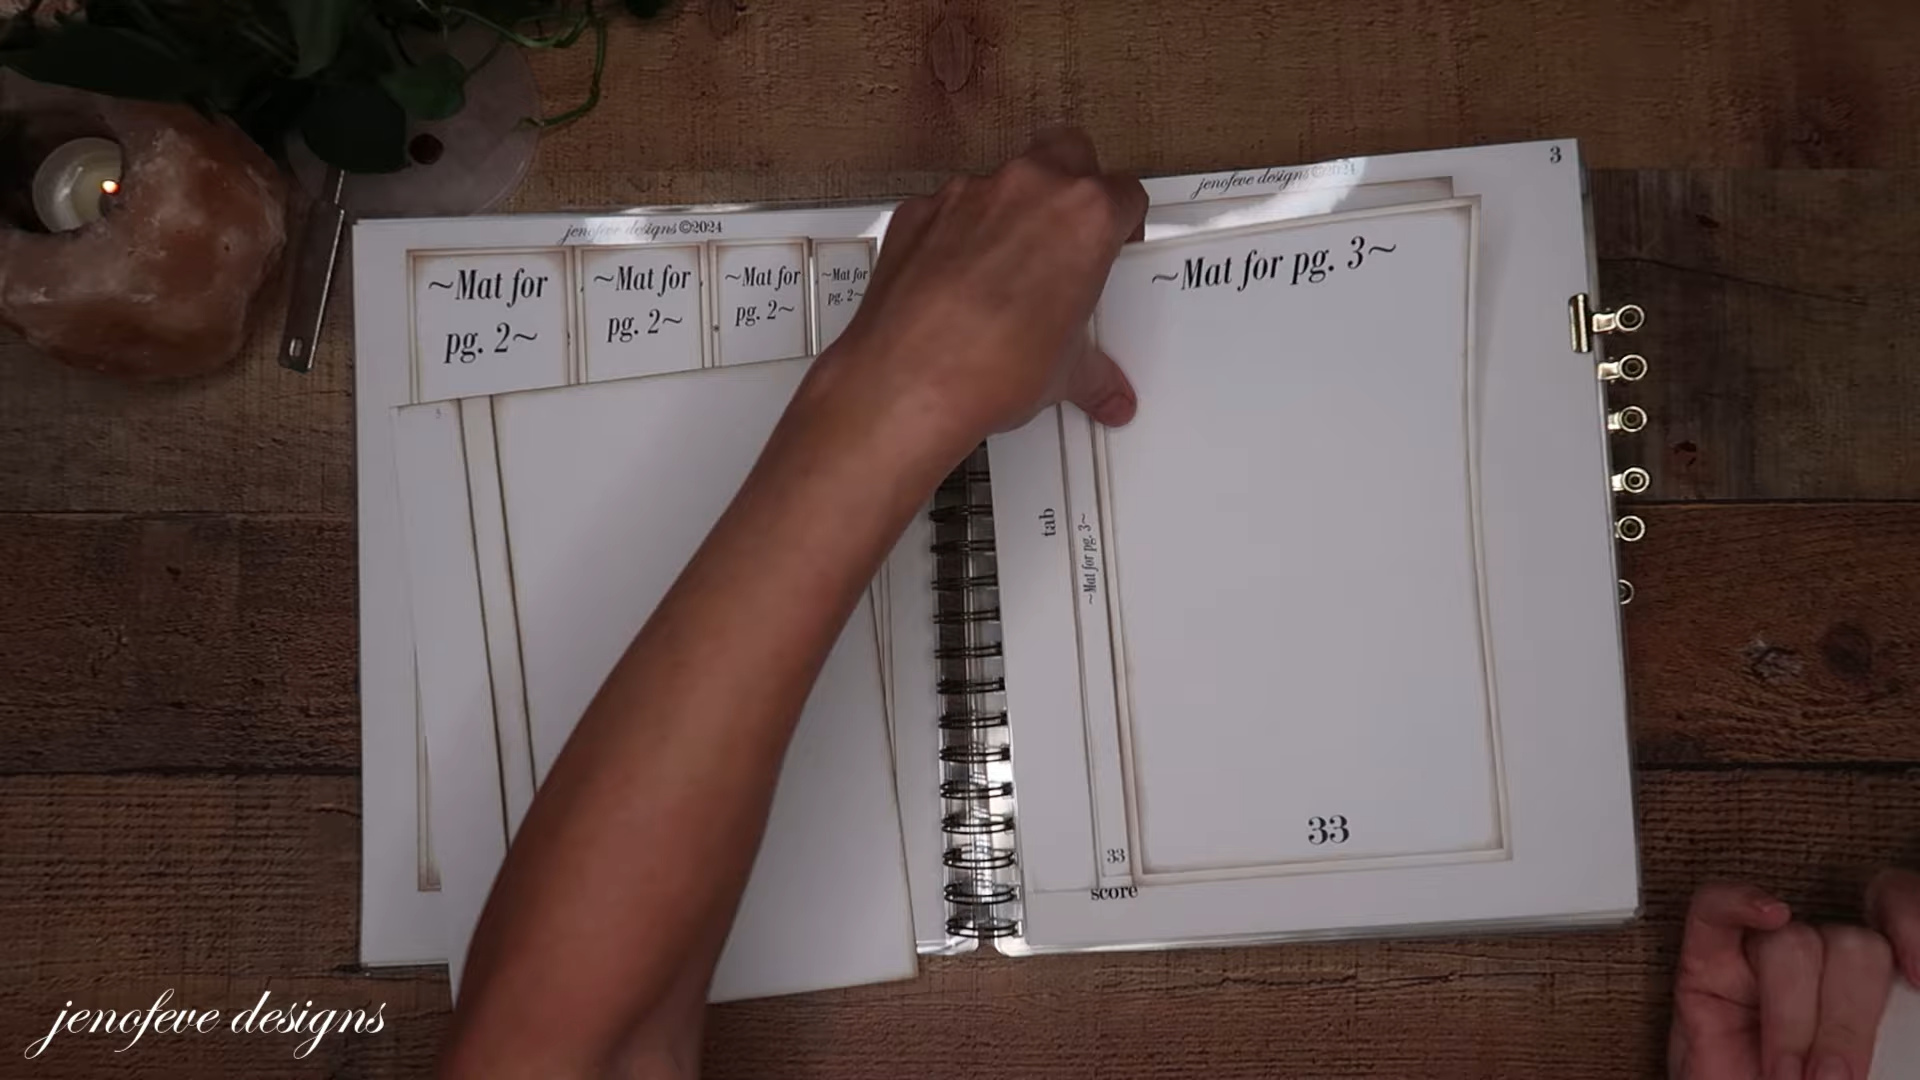 jenofeve designs ©2024
~Mat for
pg. 2~
~Mat for
pg. 2~
~Mat for
pg. 2~
~Mat for
pg. 2~
jenofeve designs ©2024
3
~Mat for pg. 3~
tab
~Mat for pg. 3~
33
33
score
jenofeve designs